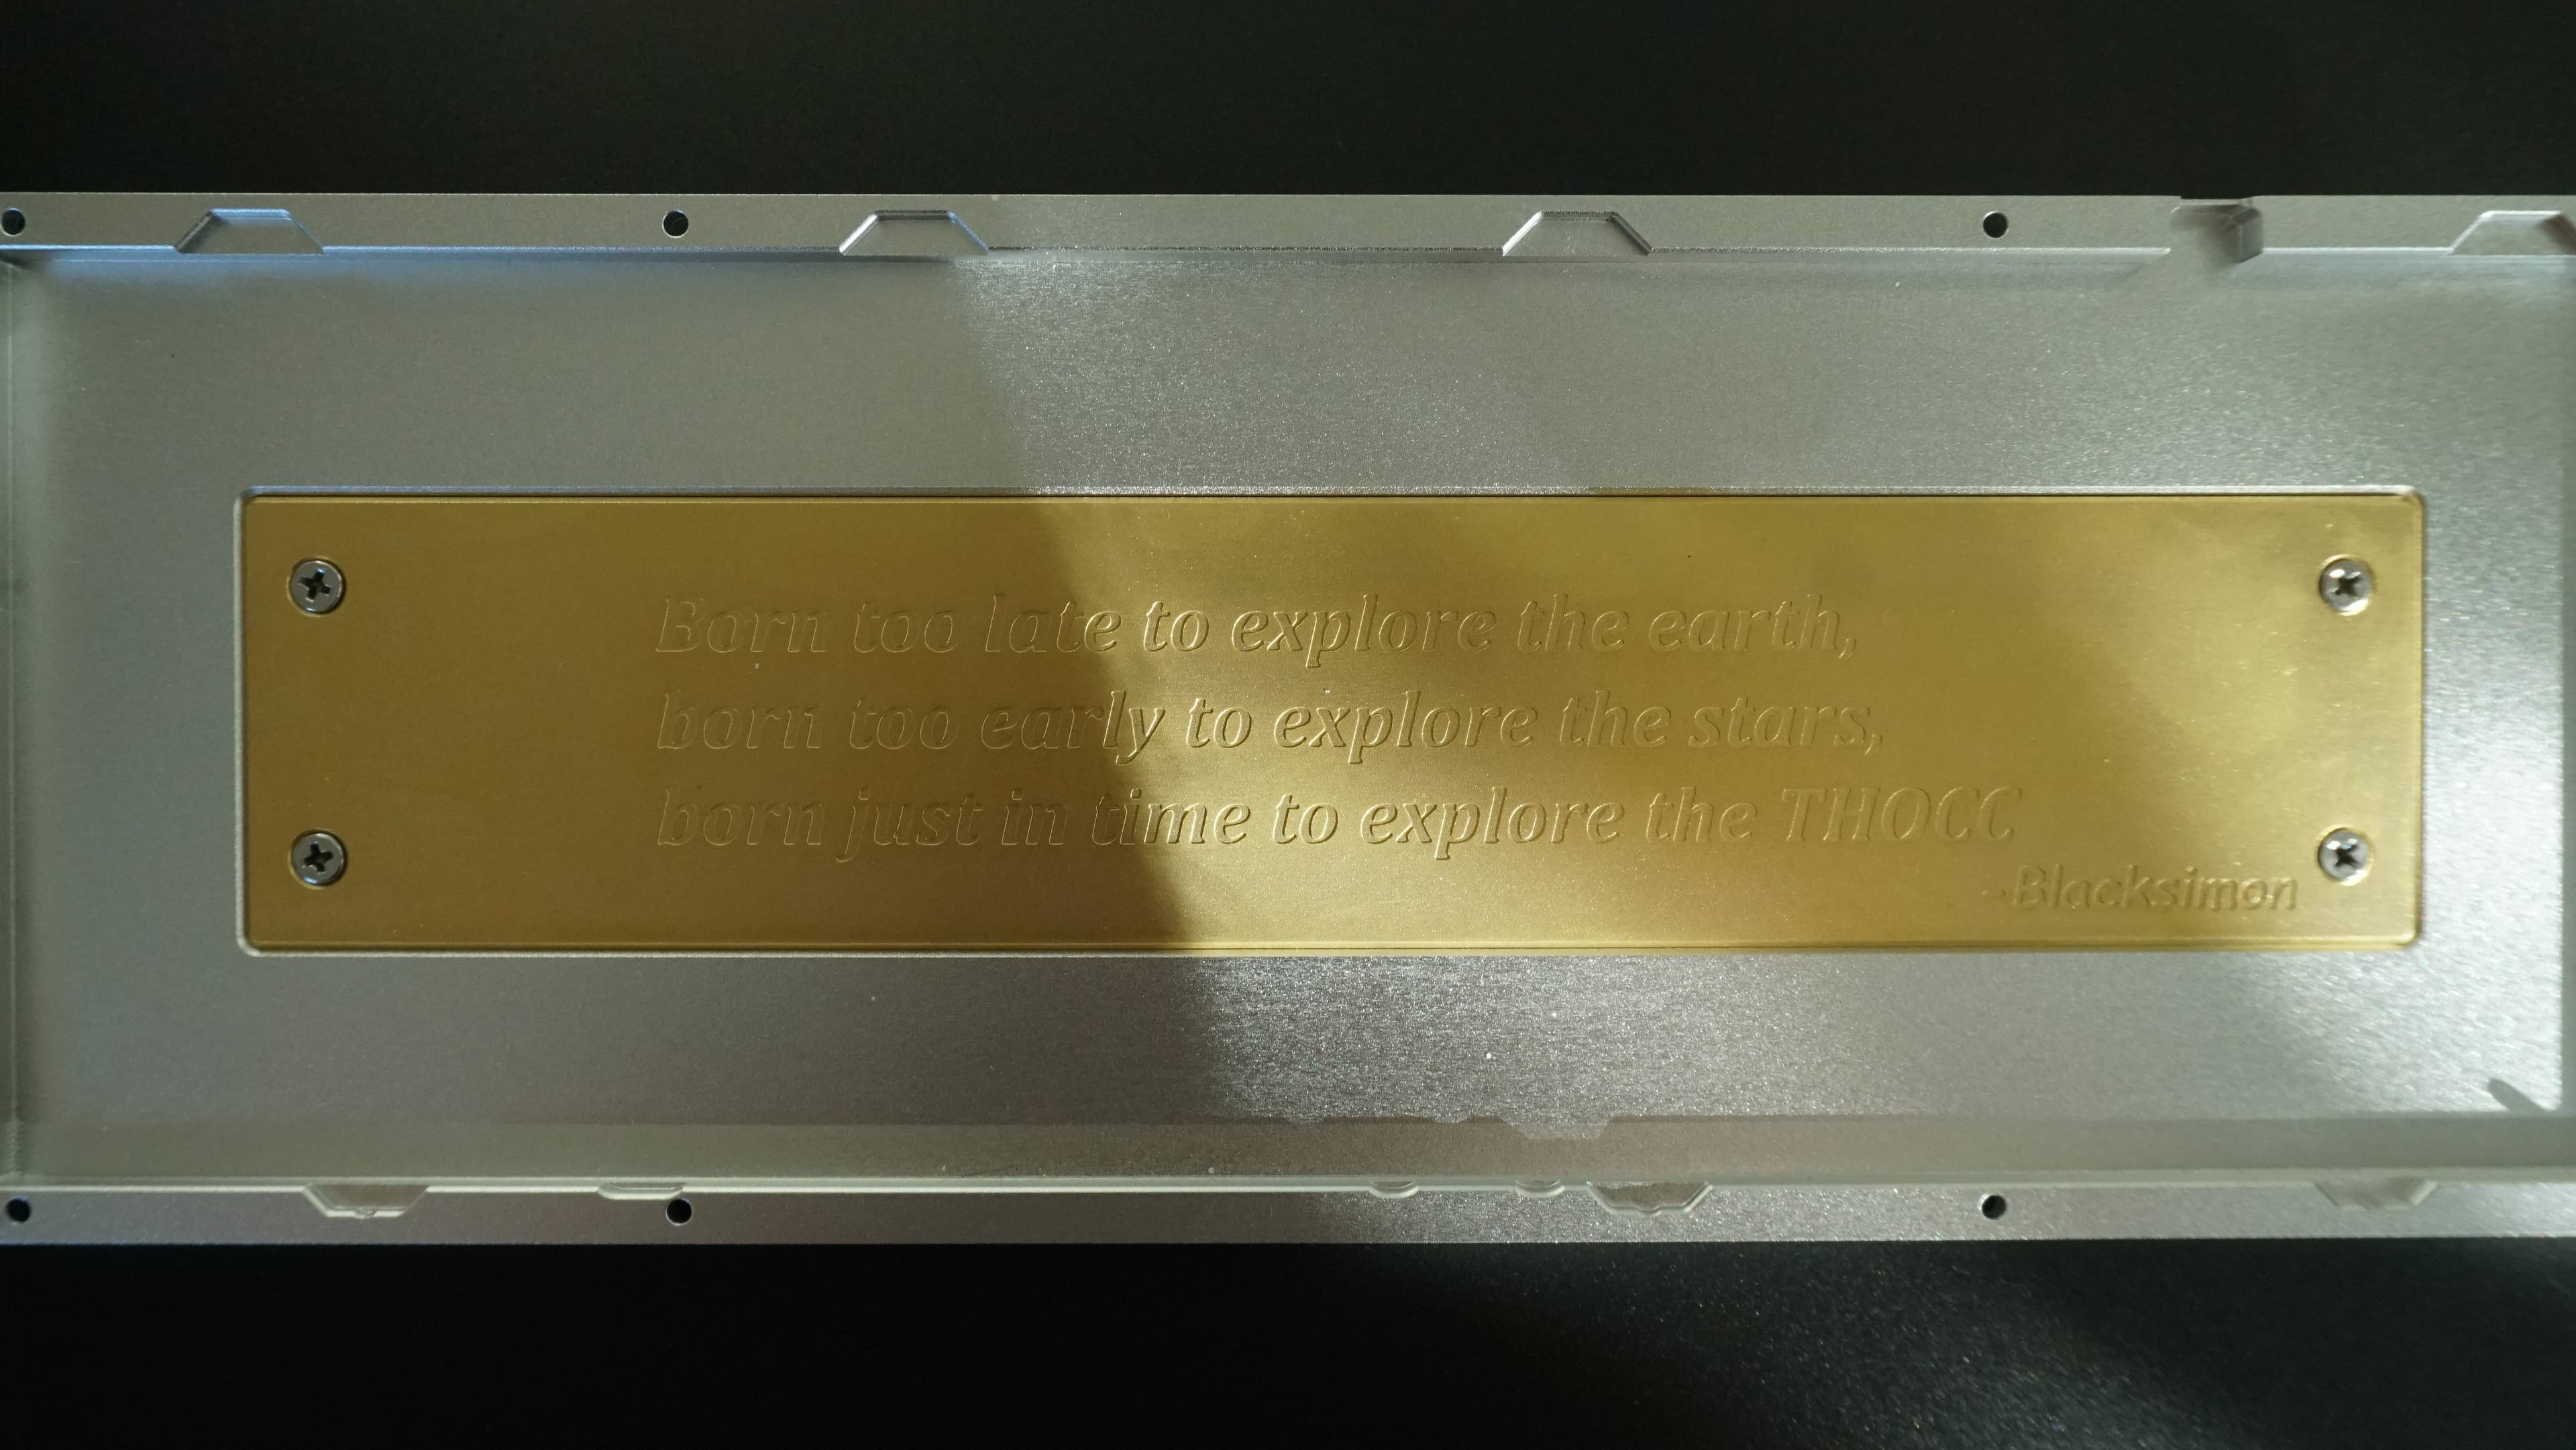 Born too late to explore the earth,
born too early to explore the stars,
born just in time to explore the THOCC
-Blacksimon